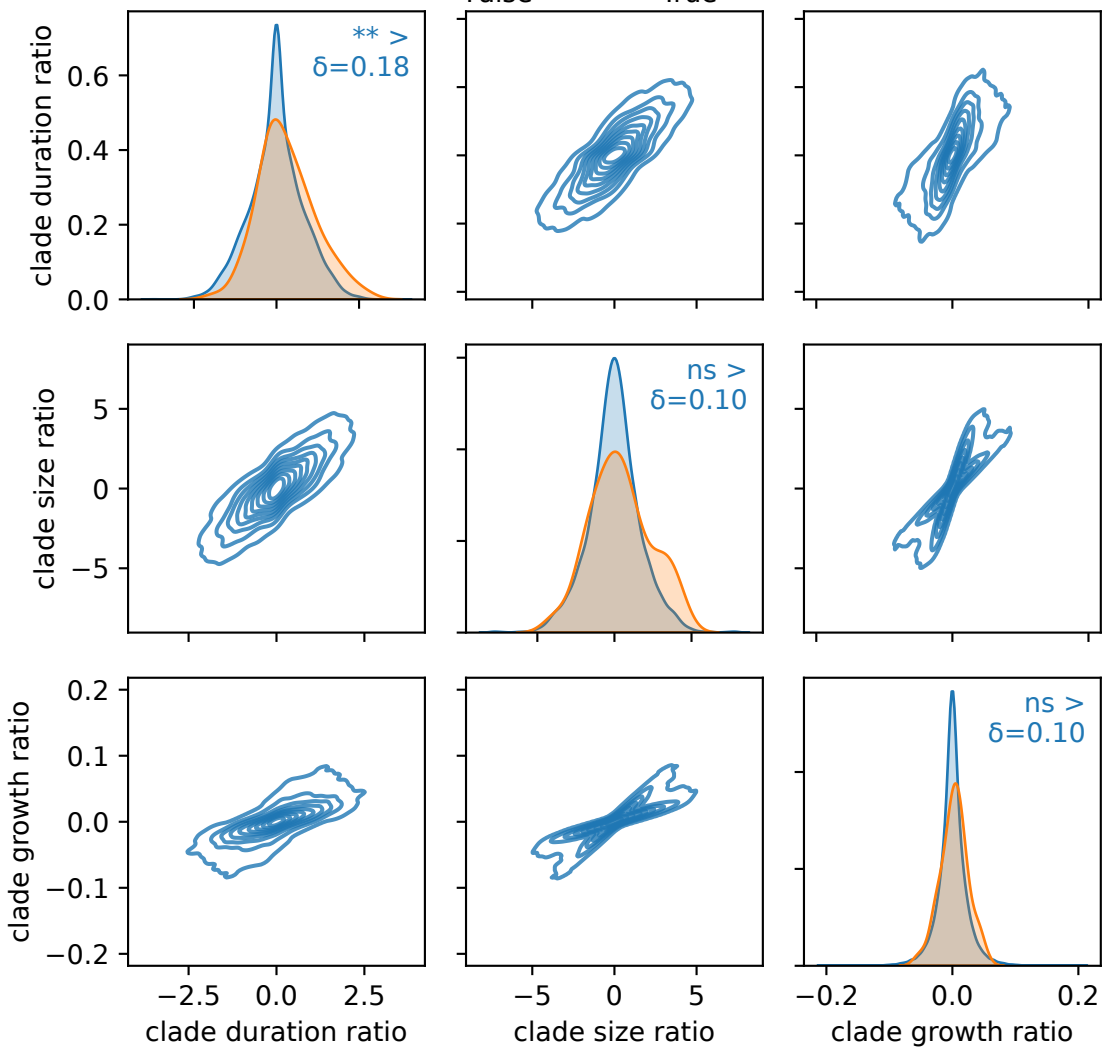 clade duration ratio
0.6
0.4
0.2
0.0
** >
δ=0.18
clade size ratio
5
0
−5
ns >
δ=0.10
clade growth ratio
0.2
0.1
0.0
−0.1
−0.2
ns >
δ=0.10
−2.5 0.0 2.5
clade duration ratio
−5 0 5
clade size ratio
−0.2 0.0 0.2
clade growth ratio